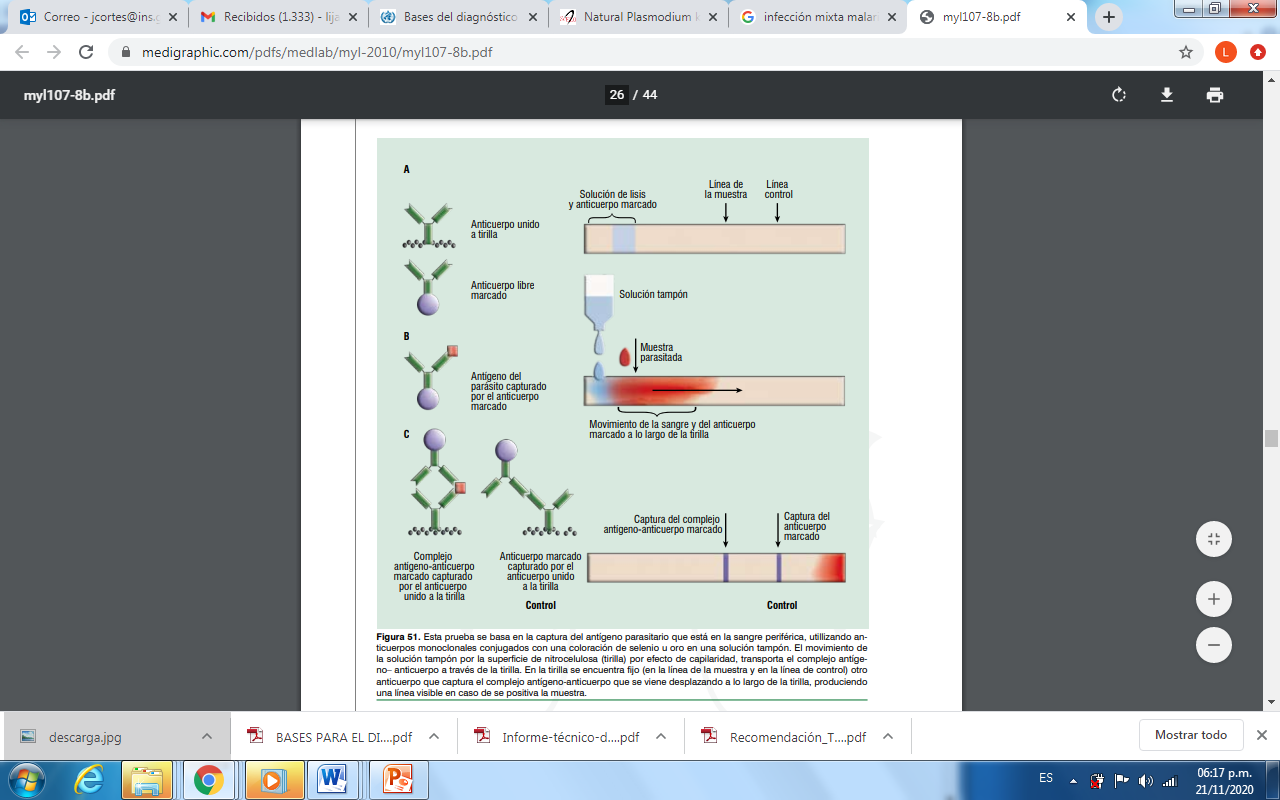 Correo - jcortes@ins.g
Recibidos (1.333) - lija
Bases del diagnóstico
Natural Plasmodium k
infección mixta malar
myl107-8b.pdf
medigraphic.com/pdfs/medlab/myl-2010/myl107-8b.pdf
L
myl107-8b.pdf
26 / 44
A
Anticuerpo unido
a tirilla
Solución de lisis
y anticuerpo marcado
Línea de
la muestra
Línea
control
Anticuerpo libre
marcado
Solución tampón
B
Antígeno del
parásito capturado
por el anticuerpo
marcado
Muestra
parasitada
Movimiento de la sangre y del anticuerpo
marcado a lo largo de la tirilla
C
Complejo
antígeno-anticuerpo
marcado capturado
por el anticuerpo
unido a la tirilla
Anticuerpo marcado
capturado por el
anticuerpo unido
a la tirilla
Control
Captura del complejo
antígeno-anticuerpo marcado
Captura del
anticuerpo
marcado
Control
Figura 51. Esta prueba se basa en la captura del antígeno parasitario que está en la sangre periférica, utilizando an-
ticuerpos monoclonales conjugados con una coloración de selenio u oro en una solución tampón. El movimiento de
la solución tampón por la superficie de nitrocelulosa (tirilla) por efecto de capilaridad, transporta el complejo antíge-
no– anticuerpo a través de la tirilla. En la tirilla se encuentra fijo (en la línea de la muestra y en la línea de control) otro
anticuerpo que captura el complejo antígeno-anticuerpo que se viene desplazando a lo largo de la tirilla, produciendo
una línea visible en caso de se positiva la muestra.
descarga.jpg
BASES PARA EL DI....pdf
Informe-técnico-d....pdf
Recomendación_T....pdf
Mostrar todo
ES
06:17 p.m.
21/11/2020